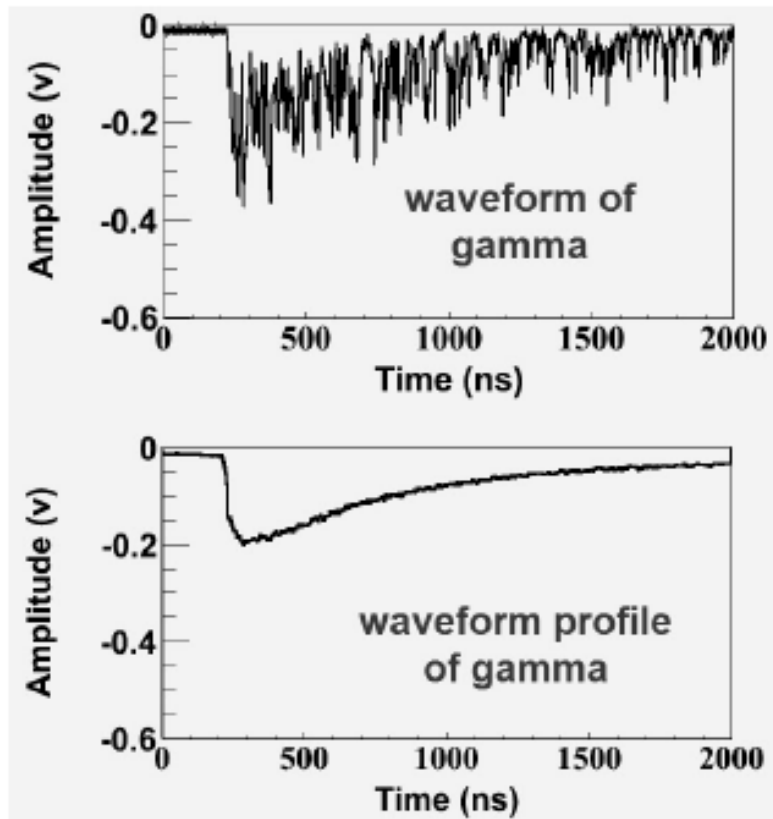 0
-0.2
-0.4
-0.6
Amplitude (v)
waveform of
gamma
0 500 1000 1500 2000
Time (ns)
0
-0.2
-0.4
-0.6
Amplitude (v)
waveform profile
of gamma
0 500 1000 1500 2000
Time (ns)